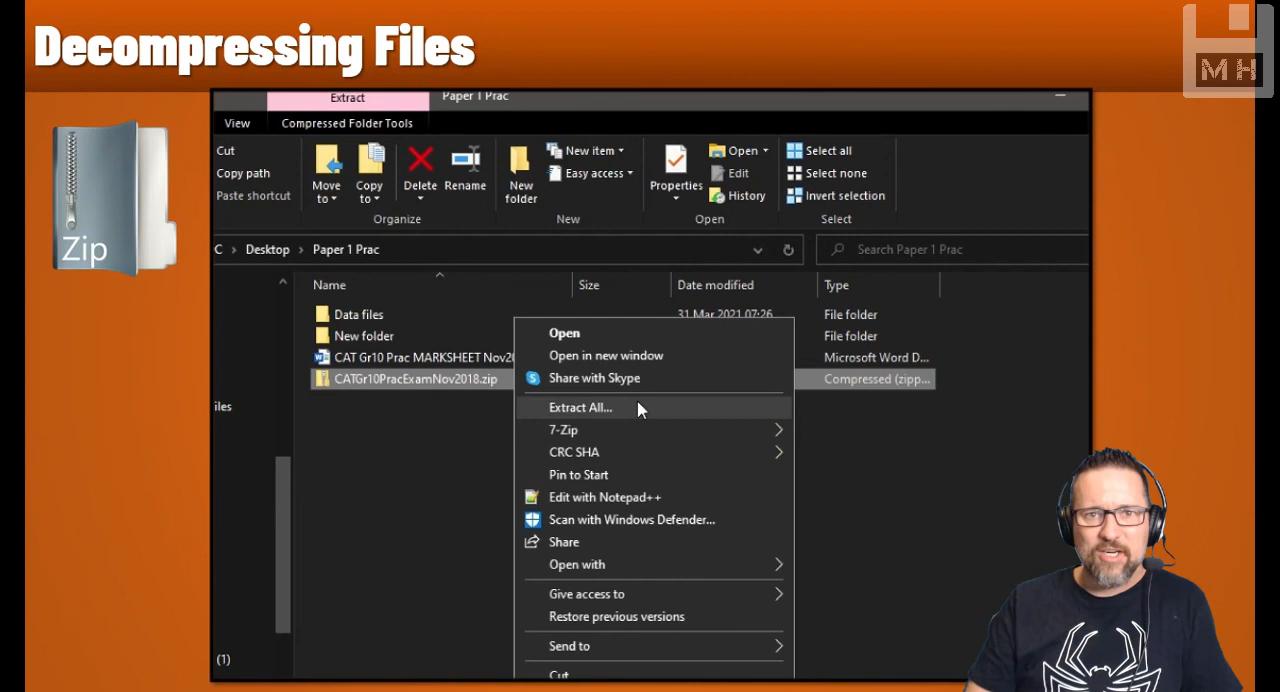 Decompressing Files
MH
Zip
Extract
Paper 1 Prac
View
Compressed Folder Tools
Cut
Copy path
Paste shortcut
Move to
Copy to
Delete
Rename
Organize
New folder
New item
Easy access
New
Properties
Open
Edit
History
Open
Select all
Select none
Invert selection
Select
C > Desktop > Paper 1 Prac
Search Paper 1 Prac
Name
Size
Date modified
Type
Data files
31 Mar 2021 07:26
File folder
New folder
File folder
CAT Gr10 Prac MARKSHEET Nov20
Microsoft Word D...
CATGr10PracExamNov2018.zip
Compressed (zipp...
iles
(1)
Open
Open in new window
Share with Skype
Extract All...
7-Zip
CRC SHA
Pin to Start
Edit with Notepad++
Scan with Windows Defender...
Share
Open with
Give access to
Restore previous versions
Send to
Cut